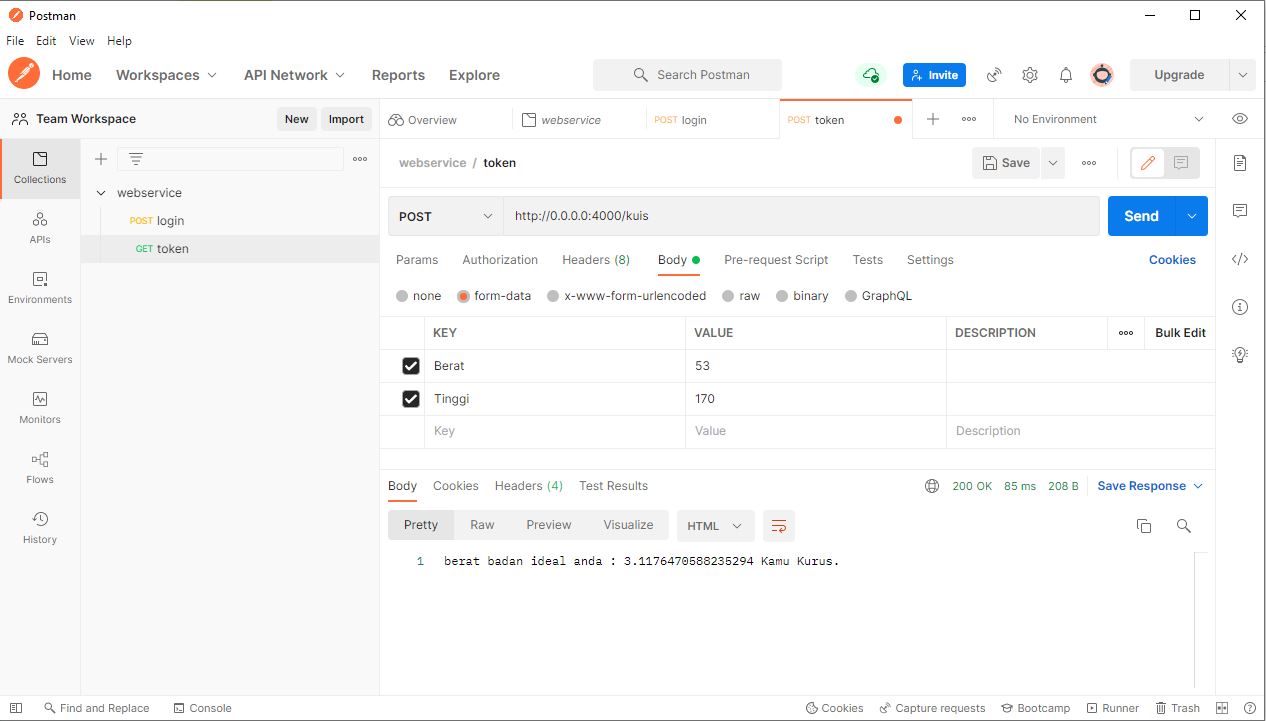 Postman
File Edit View Help
Home Workspaces API Network Reports Explore Search Postman Invite Upgrade
Team Workspace New Import Overview webservice POST login POST token No Environment
webservice / token Save
Collections
APIs
Environments
Mock Servers
Monitors
Flows
History
webservice
POST login
GET token
POST http://0.0.0.0:4000/kuis Send
Params Authorization Headers (8) Body Pre-request Script Tests Settings Cookies
none form-data x-www-form-urlencoded raw binary GraphQL
KEY VALUE DESCRIPTION Bulk Edit
Berat 53
Tinggi 170
Key Value Description
Body Cookies Headers (4) Test Results 200 OK 85 ms 208 B Save Response
Pretty Raw Preview Visualize HTML
1 berat badan ideal anda : 3.1176470588235294 Kamu Kurus.
Find and Replace Console Cookies Capture requests Bootcamp Runner Trash